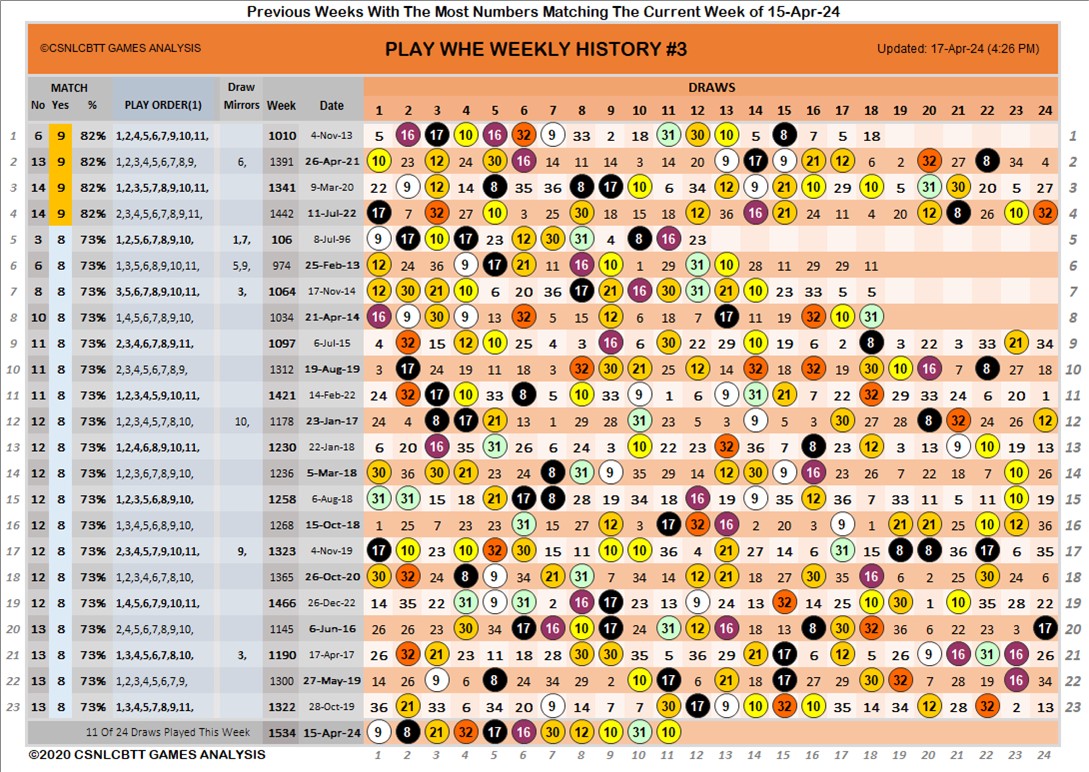 Previous Weeks With The Most Numbers Matching The Current Week of 15-Apr-24
©CSNLCBTT GAMES ANALYSIS PLAY WHE WEEKLY HISTORY #3 Updated: 17-Apr-24 (4:26 PM)
MATCH Draw DRAWS
No Yes % PLAY ORDER(1) Mirrors Week Date 1 2 3 4 5 6 7 8 9 10 11 12 13 14 15 16 17 18 19 20 21 22 23 24
1 6 9 82% 1,2,4,5,6,7,9,10,11, 1010 4-Nov-13 5 16 17 10 5 16 32 9 33 2 18 11 31 30 10 5 8 7 5 18 1
2 13 9 82% 1,2,3,4,5,6,7,8,9, 6, 1391 26-Apr-21 10 23 12 24 30 16 14 11 14 3 14 20 9 17 9 21 12 6 2 32 27 8 34 4 2
3 14 9 82% 1,2,3,5,7,8,9,10,11, 1341 9-Mar-20 22 9 12 14 8 35 36 8 17 10 6 34 12 9 21 10 29 10 5 31 30 20 5 27 3
4 14 9 82% 2,3,4,5,6,7,8,9,11, 1442 11-Jul-22 17 7 32 27 10 3 25 30 18 15 18 12 36 16 21 24 11 4 20 12 8 26 10 32 4
5 3 8 73% 1,2,5,6,7,8,9,10, 1,7, 106 8-Jul-96 9 17 10 17 23 12 30 31 4 10 8 16 23 5
6 6 8 73% 1,3,5,6,8,9,10,11, 5,9, 974 25-Feb-13 12 24 36 9 17 21 11 16 10 1 29 31 10 28 11 29 29 11 6
7 8 8 73% 3,5,6,7,8,9,10,11, 3, 1064 17-Nov-14 12 30 21 10 6 20 36 17 21 16 30 31 21 10 23 33 5 5 7
8 10 8 73% 1,4,5,6,7,8,9,10, 1034 21-Apr-14 16 9 30 9 13 32 5 15 12 6 18 7 17 11 16 32 10 31 8
9 11 8 73% 2,3,4,6,7,8,9,11, 1097 6-Jul-15 4 32 15 12 10 25 4 3 16 6 30 22 29 10 19 6 2 8 3 22 3 33 21 34 9
10 11 8 73% 2,3,4,5,6,7,8,9, 1312 19-Aug-19 3 17 24 19 11 18 3 32 30 21 25 12 14 32 18 32 19 30 10 16 7 8 27 18 10
11 11 8 73% 1,2,3,4,5,9,10,11, 1421 14-Feb-22 24 32 17 10 33 8 5 10 33 9 1 6 9 31 21 7 22 32 29 33 24 6 20 1 11
12 12 8 73% 1,2,3,4,5,7,8,10, 10, 1178 23-Jan-17 24 4 8 17 21 13 1 29 28 31 23 5 3 9 5 7 30 27 28 8 32 24 26 12 12
13 12 8 73% 1,2,4,6,8,9,10,11, 1230 22-Jan-18 6 20 16 35 31 26 6 24 3 10 22 23 32 36 7 8 23 12 3 13 9 10 19 13 13
14 12 8 73% 1,2,3,6,7,8,9,10, 1236 5-Mar-18 30 36 30 21 23 24 8 31 9 35 29 14 12 30 9 16 23 26 7 22 18 7 10 26 14
15 12 8 73% 1,2,3,5,6,8,9,10, 1258 6-Aug-18 31 31 15 18 21 17 8 28 19 34 18 16 19 9 35 12 36 7 33 11 5 11 10 19 15
16 12 8 73% 1,3,4,5,6,8,9,10, 1268 15-Oct-18 1 25 7 23 23 31 15 27 12 3 17 32 16 2 20 3 9 1 21 21 25 10 12 36 16
17 12 8 73% 2,3,4,5,7,9,10,11, 9, 1323 4-Nov-19 17 10 23 10 32 30 15 11 10 10 36 4 21 27 14 6 31 15 8 8 36 17 6 35 17
18 12 8 73% 1,2,3,4,6,7,8,10, 1365 26-Oct-20 30 32 24 8 9 34 21 31 7 34 14 12 21 18 27 30 35 16 6 2 25 30 24 6 18
19 12 8 73% 1,4,5,6,7,9,10,11, 1466 26-Dec-22 14 35 22 31 9 31 2 16 17 23 13 9 24 13 32 14 25 10 30 1 10 35 28 22 19
20 13 8 73% 2,4,5,6,7,8,9,10, 1145 6-Jun-16 26 26 23 30 34 17 16 10 17 24 31 12 16 18 13 8 30 32 36 6 22 23 3 17 20
21 13 8 73% 1,3,4,5,6,7,8,10, 3, 1190 17-Apr-17 26 32 21 23 11 18 28 30 30 35 5 36 29 21 17 6 12 5 26 9 16 31 16 26 21
22 13 8 73% 1,2,3,4,5,6,7,9, 1300 27-May-19 14 26 9 6 8 24 34 29 2 10 17 6 21 35 17 27 29 30 32 7 22 23 16 34 22
23 13 8 73% 1,3,4,5,7,8,9,11, 1322 28-Oct-19 36 21 33 6 34 20 9 14 7 7 30 17 9 10 32 10 35 14 34 12 28 32 2 13 23
11 Of 24 Draws Played This Week 1534 15-Apr-24 9 8 21 32 17 16 30 12 10 31 10
©2020 CSNLCBTT GAMES ANALYSIS 1 2 3 4 5 6 7 8 9 10 11 12 13 14 15 16 17 18 19 20 21 22 23 24